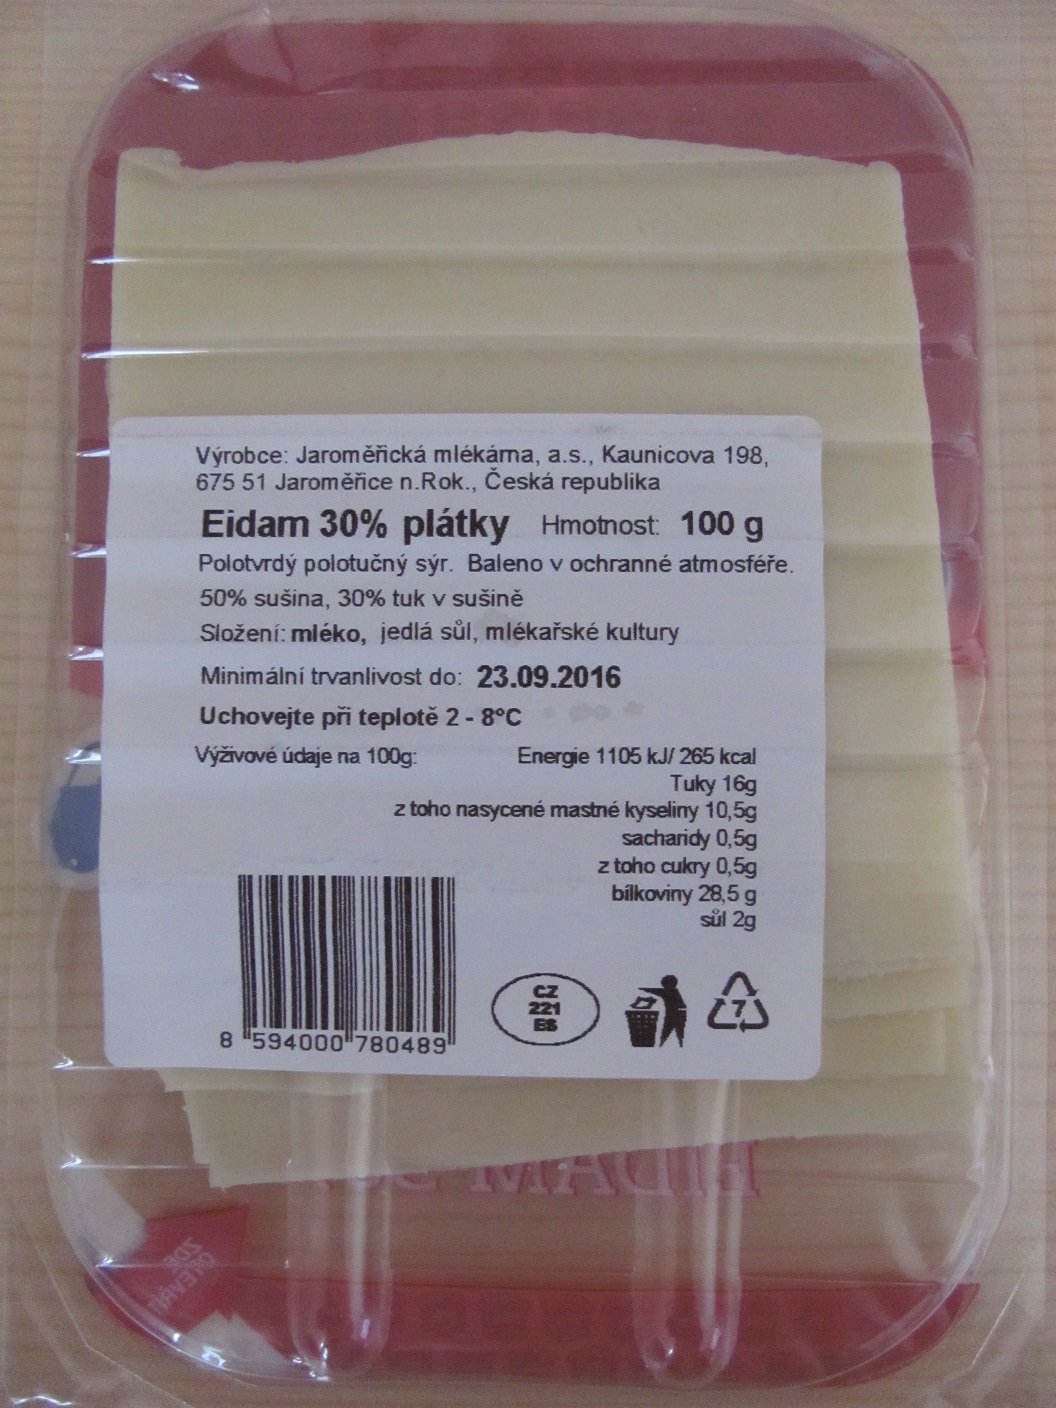 Výrobce: Jaroměřická mlékárna, a.s., Kaunicova 198,
675 51 Jaroměřice n.Rok., Česká republika
Eidam 30% plátky Hmotnost: 100 g
Polotvrdý polotučný sýr. Baleno v ochranné atmosféře.
50% sušina, 30% tuk v sušině
Složení: mléko, jedlá sůl, mlékařské kultury
Minimální trvanlivost do: 23.09.2016
Uchovejte při teplotě 2 - 8°C
Výživové údaje na 100g: Energie 1105 kJ/ 265 kcal
Tuky 16g
z toho nasycené mastné kyseliny 10,5g
sacharidy 0,5g
z toho cukry 0,5g
bílkoviny 28,5 g
sůl 2g
CZ
221
ES
7
8 594000 780489
EIDAM
ZDE
OTEVŘÍT